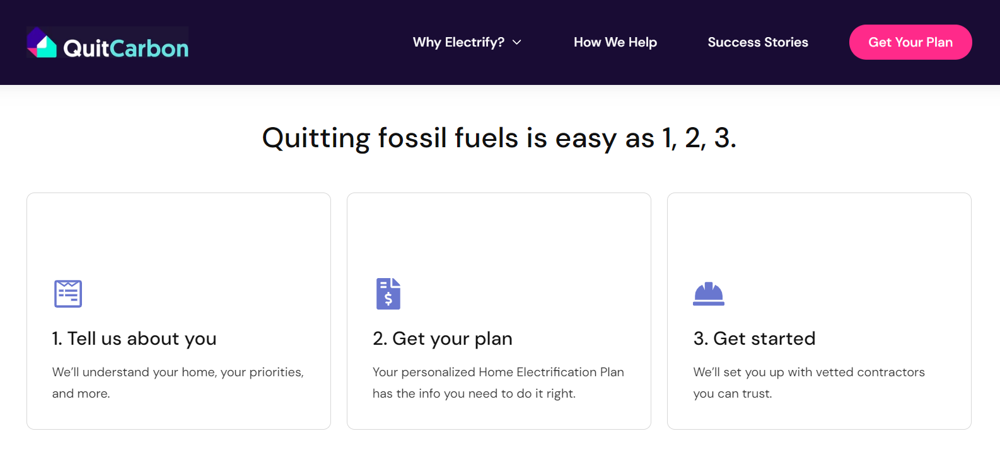 QuitCarbon
Why Electrify?
How We Help
Success Stories
Get Your Plan
Quitting fossil fuels is easy as 1, 2, 3.
$
1. Tell us about you
We’ll understand your home, your priorities,
and more.
2. Get your plan
Your personalized Home Electrification Plan
has the info you need to do it right.
3. Get started
We’ll set you up with vetted contractors
you can trust.